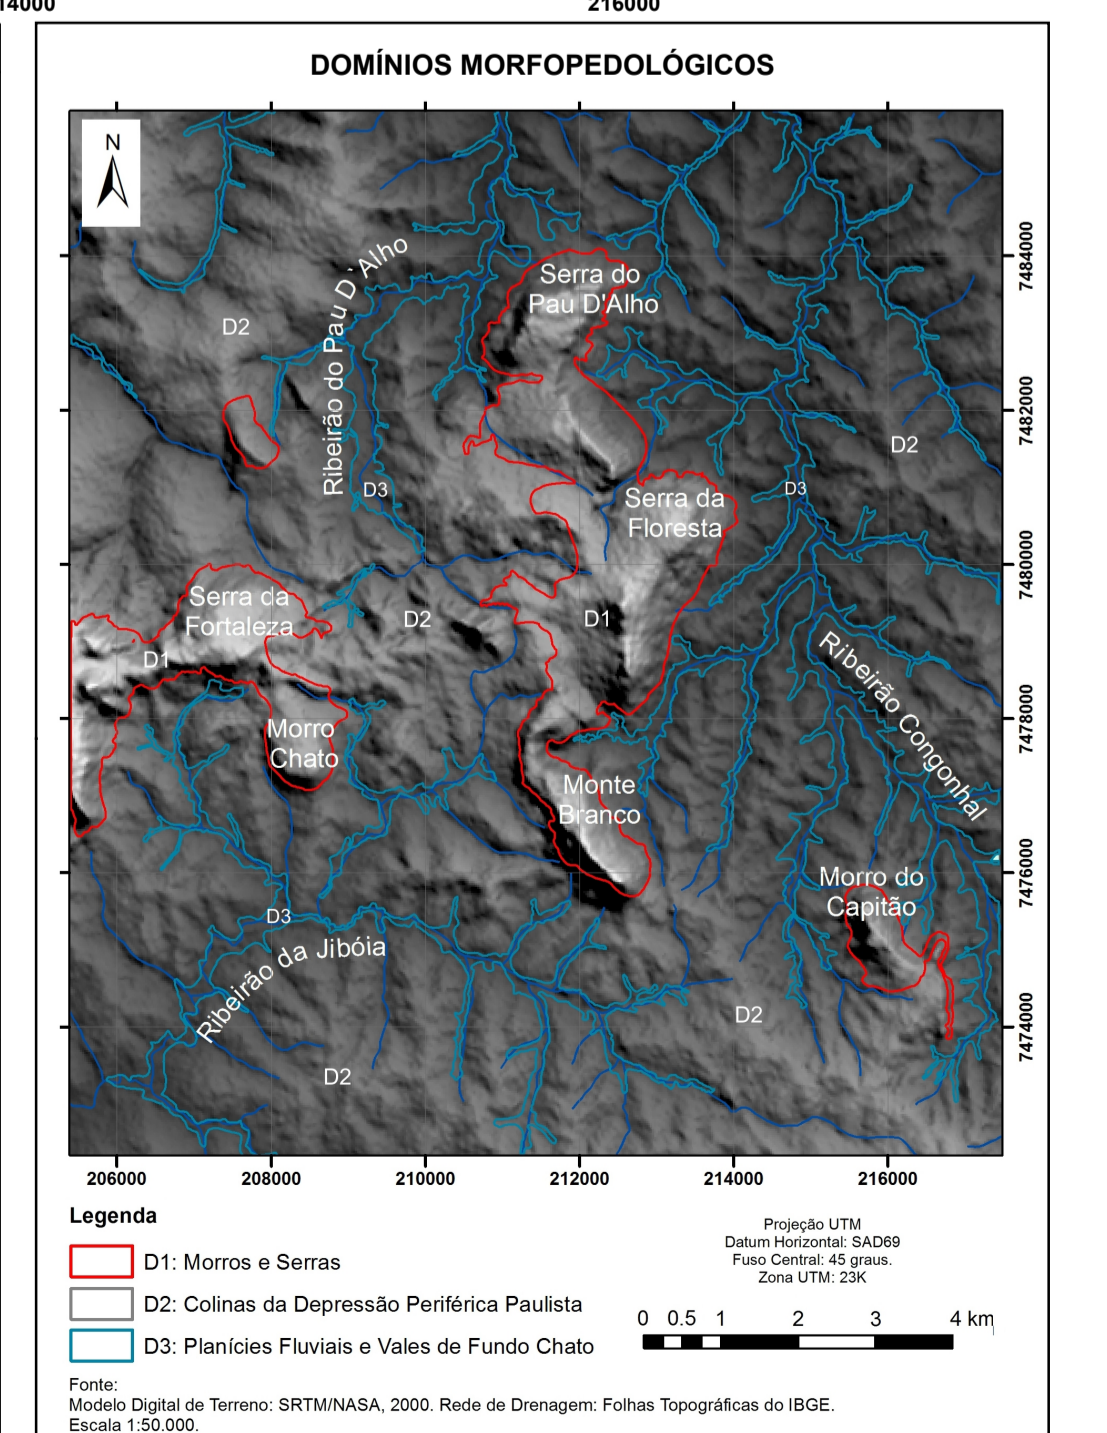 14000
216000
DOMÍNIOS MORFOPEDOLÓGICOS
N
Ribeirão do Pau D`Alho
Serra do
Pau D'Alho
7484000
D2
7482000
D2
D3
D3
Serra da
Floresta
7480000
Serra da
Fortaleza
D2
D1
D1
Ribeirão Congonhal
7478000
Morro
Chato
Monte
Branco
7476000
Morro do
Capitão
D3
Ribeirão da Jibóia
D2
7474000
D2
206000 208000 210000 212000 214000 216000
Legenda
D1: Morros e Serras
D2: Colinas da Depressão Periférica Paulista
D3: Planícies Fluviais e Vales de Fundo Chato
Projeção UTM
Datum Horizontal: SAD69
Fuso Central: 45 graus.
Zona UTM: 23K
0 0.5 1 2 3 4 km
Fonte:
Modelo Digital de Terreno: SRTM/NASA, 2000. Rede de Drenagem: Folhas Topográficas do IBGE.
Escala 1:50.000.